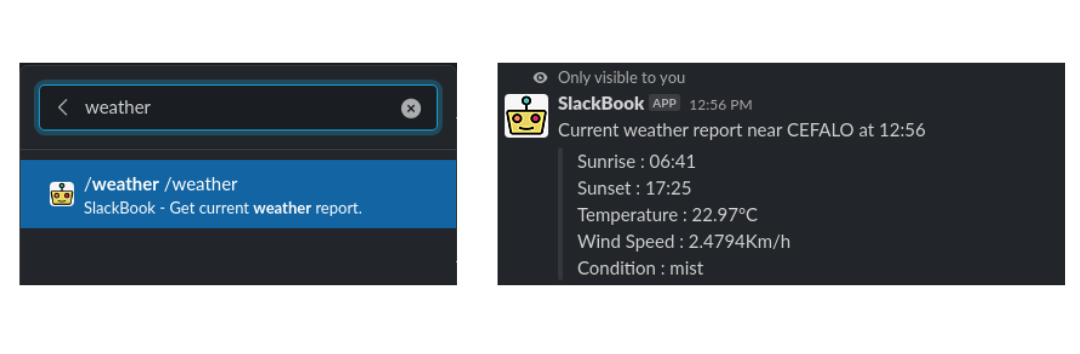 weather
/weather /weather
SlackBook - Get current weather report.
Only visible to you
SlackBook APP 12:56 PM
Current weather report near CEFALO at 12:56
Sunrise : 06:41
Sunset : 17:25
Temperature : 22.97°C
Wind Speed : 2.4794Km/h
Condition : mist